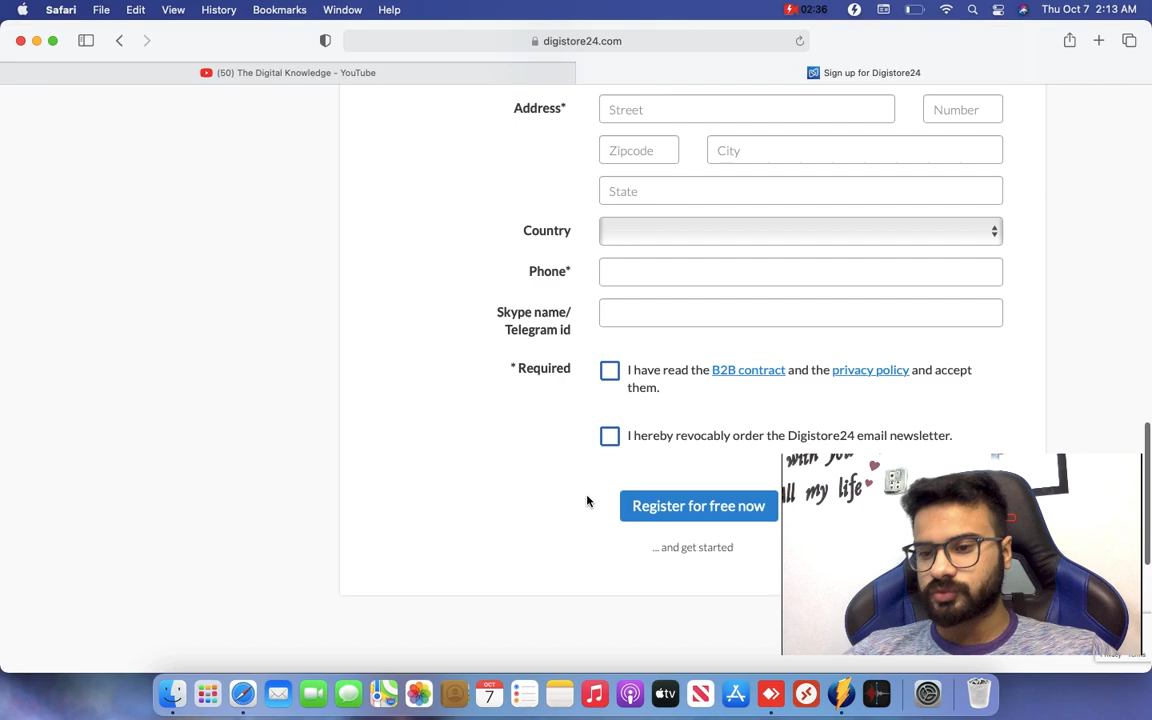 Safari File Edit View History Bookmarks Window Help 02:36 Thu Oct 7 2:13 AM
digistore24.com
(50) The Digital Knowledge - YouTube Sign up for Digistore24
Address* Street Number
Zipcode City
State
Country
Phone*
Skype name/
Telegram id
* Required I have read the B2B contract and the privacy policy and accept
them.
I hereby revocably order the Digistore24 email newsletter.
with you
all my life
Register for free now
... and get started
OCT
7
tv